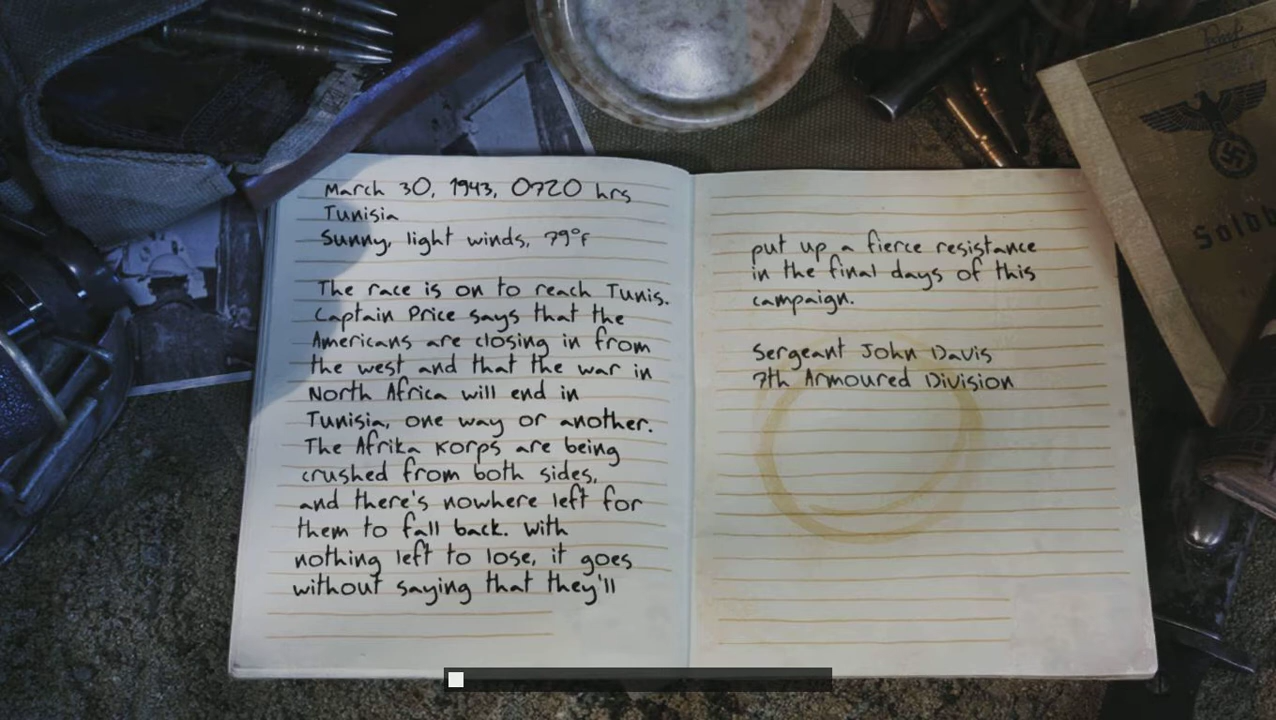 March 30, 1943, 0720 hrs
Tunisia
Sunny, light winds, 79°F
The race is on to reach Tunis.
Captain Price says that the
Americans are closing in from
the west and that the war in
North Africa will end in
Tunisia, one way or another.
The Afrika Korps are being
crushed from both sides,
and there's nowhere left for
them to fall back. With
nothing left to lose, it goes
without saying that they'll
put up a fierce resistance
in the final days of this
campaign.
Sergeant John Davis
7th Armoured Division